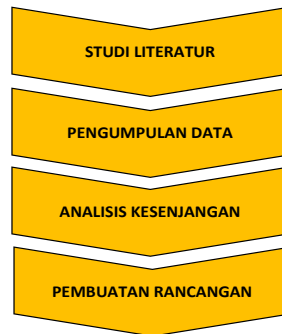 STUDI LITERATUR
PENGUMPULAN DATA
ANALISIS KESENJANGAN
PEMBUATAN RANCANGAN